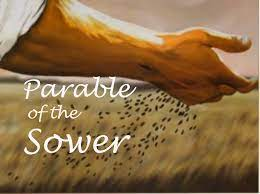 Parable
of the
Sower